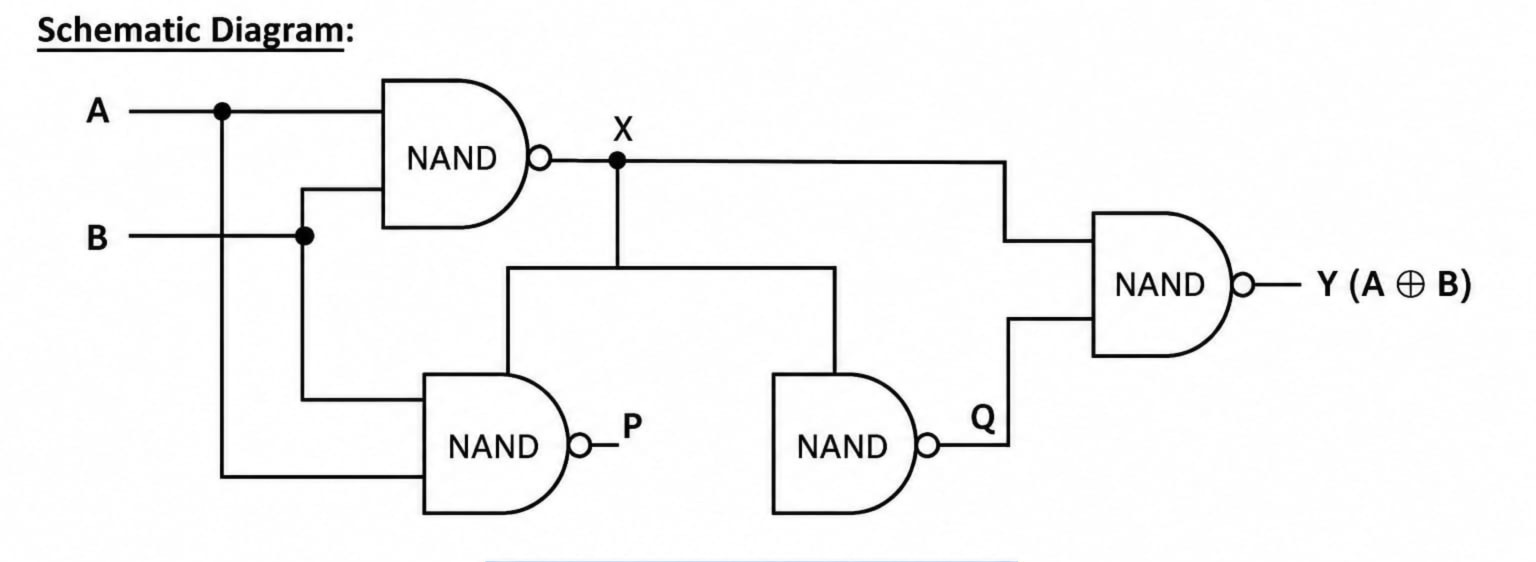 Schematic Diagram:
A
NAND
X
B
NAND
Y (A ⊕ B)
NAND
P
NAND
Q